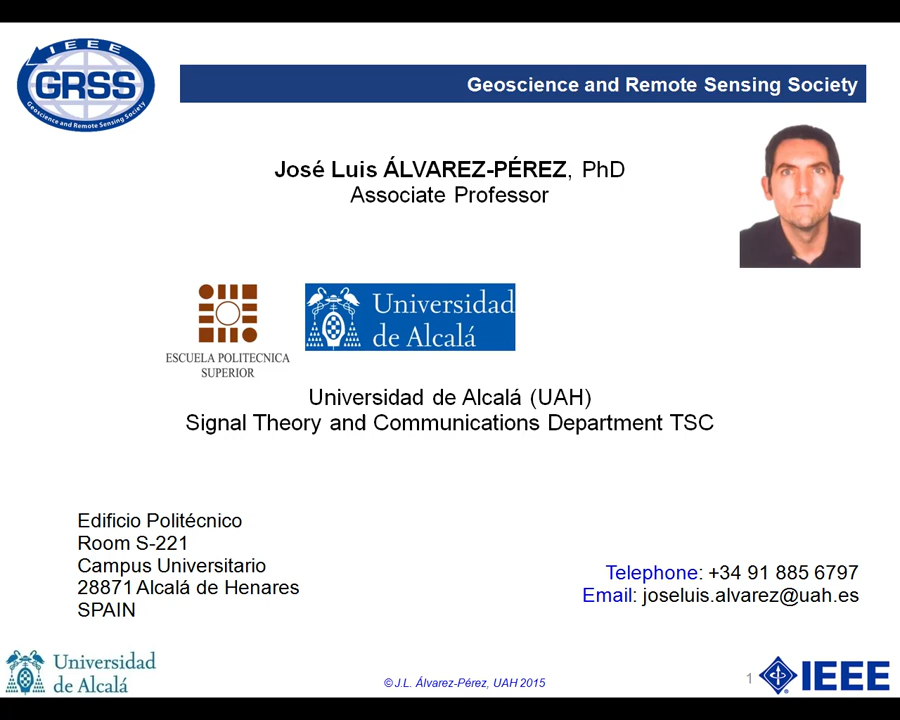 IEEE
GRSS
Geoscience and Remote Sensing Society
Geoscience and Remote Sensing Society
José Luis ÁLVAREZ-PÉREZ, PhD
Associate Professor
ESCUELA POLITECNICA
SUPERIOR
Universidad
de Alcalá
Universidad de Alcalá (UAH)
Signal Theory and Communications Department TSC
Edificio Politécnico
Room S-221
Campus Universitario
28871 Alcalá de Henares
SPAIN
Telephone: +34 91 885 6797
Email: joseluis.alvarez@uah.es
Universidad
de Alcalá
© J.L. Álvarez-Pérez, UAH 2015
1
IEEE